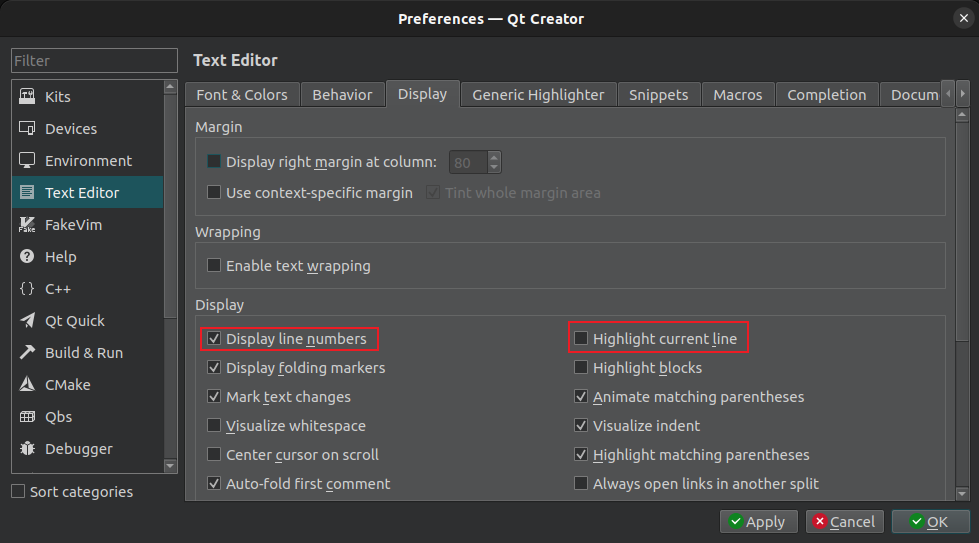 Preferences — Qt Creator
Filter
Kits
Devices
Environment
Text Editor
FakeVim
Help
C++
Qt Quick
Build & Run
CMake
Qbs
Debugger
Sort categories
Text Editor
Font & Colors Behavior Display Generic Highlighter Snippets Macros Completion Docum
Margin
Display right margin at column: 80
Use context-specific margin Tint whole margin area
Wrapping
Enable text wrapping
Display
Display line numbers Highlight current line
Display folding markers Highlight blocks
Mark text changes Animate matching parentheses
Visualize whitespace Visualize indent
Center cursor on scroll Highlight matching parentheses
Auto-fold first comment Always open links in another split
Apply Cancel OK